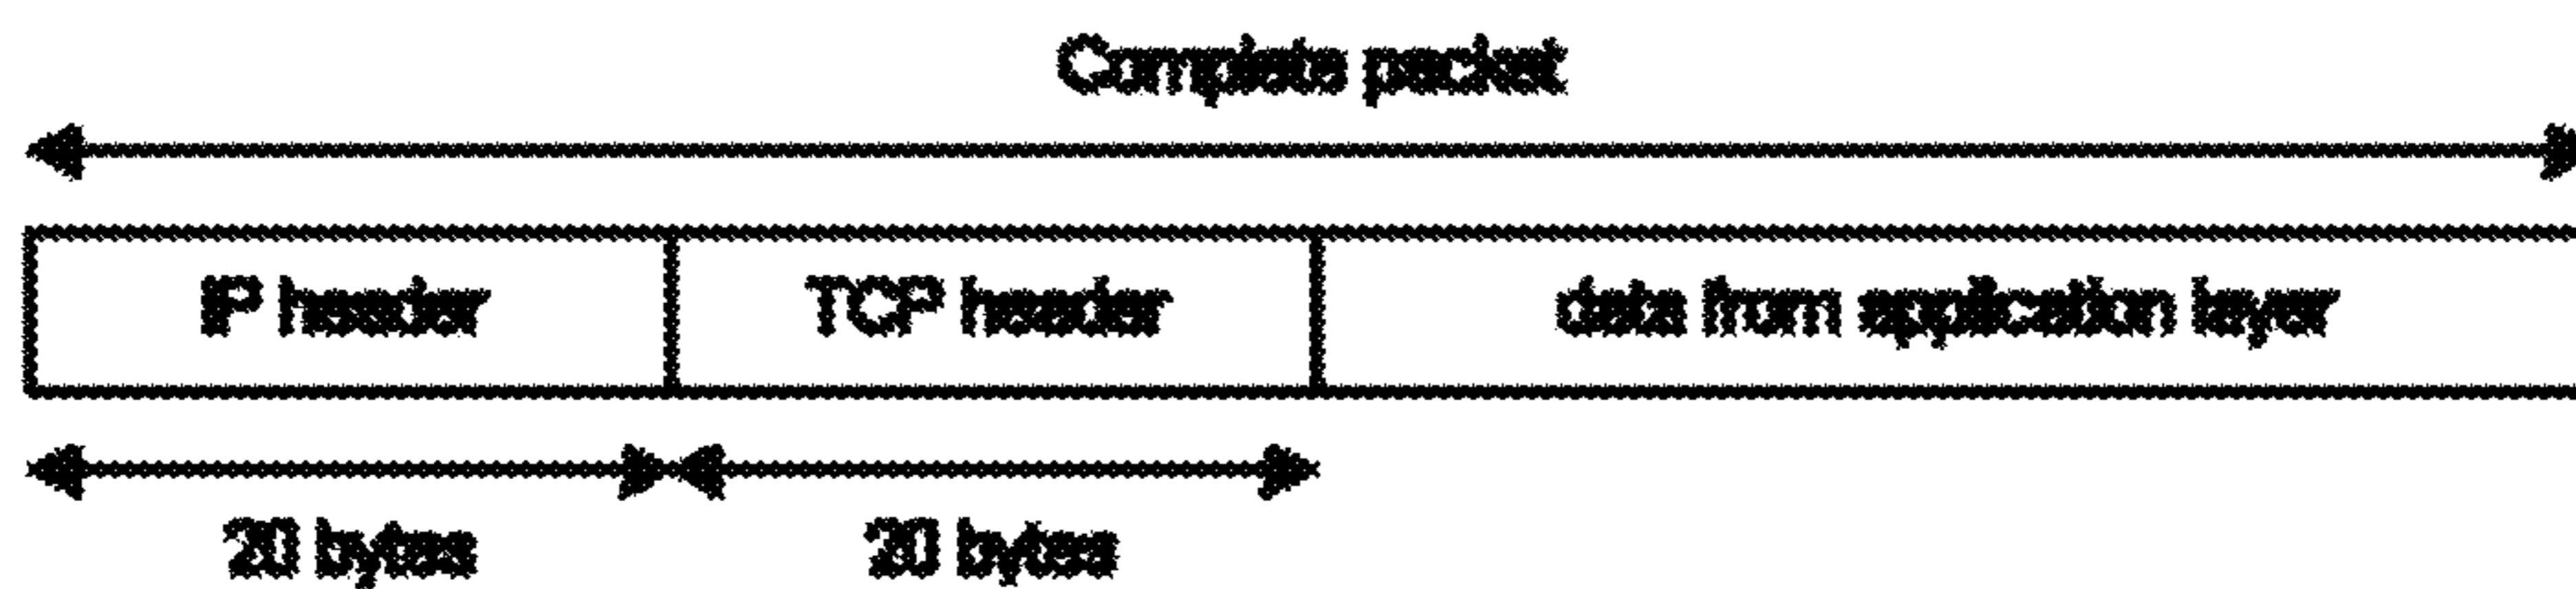 Complete packet
IP header TCP header data from application layer
20 bytes 20 bytes